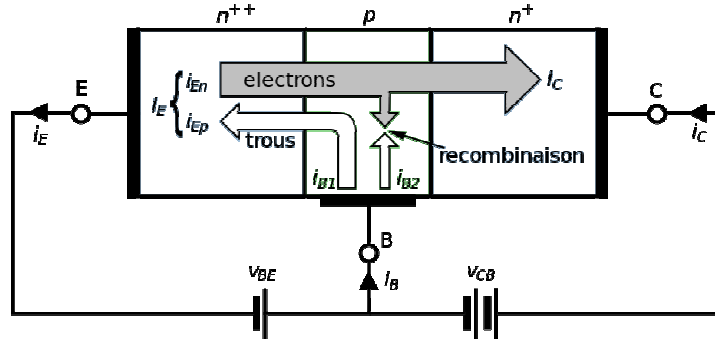 n++ p n+
E
iE
IE { iEn
iEp
electrons
trous
IC
recombinaison
iB1
iB2
C
iC
B
IB
vBE
vCB